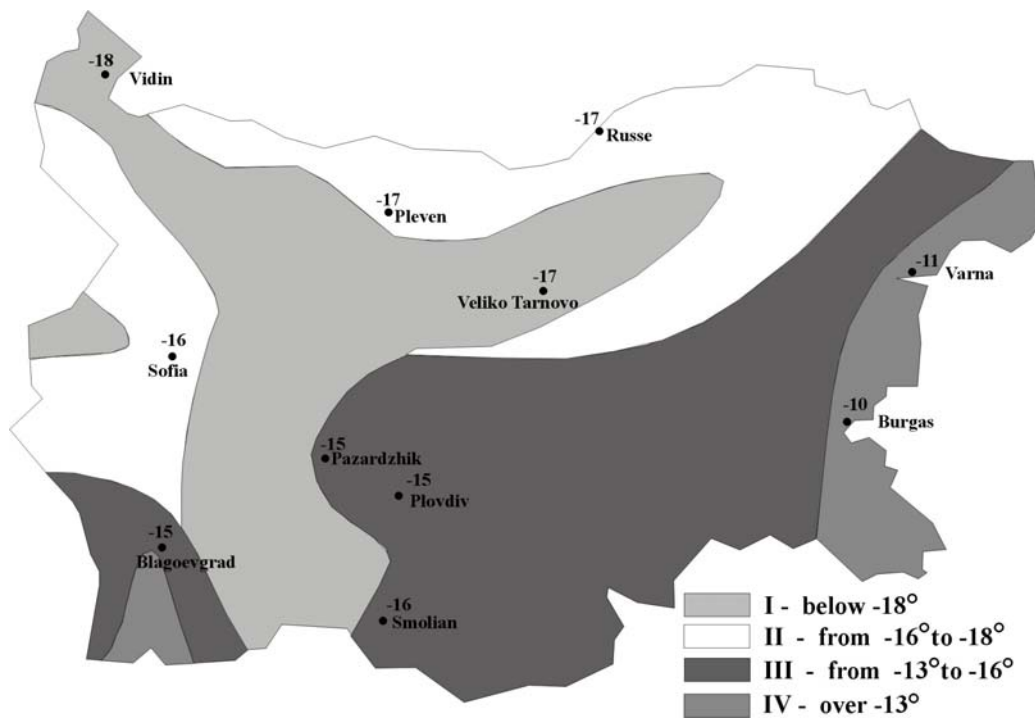 -18
Vidin
-17
Russe
-17
Pleven
-11
Varna
-17
Veliko Tarnovo
-16
Sofia
-10
Burgas
-15
Pazardzhik
-15
Plovdiv
-15
Blagoevgrad
-16
Smolian
I - below -18°
II - from -16° to -18°
III - from -13° to -16°
IV - over -13°